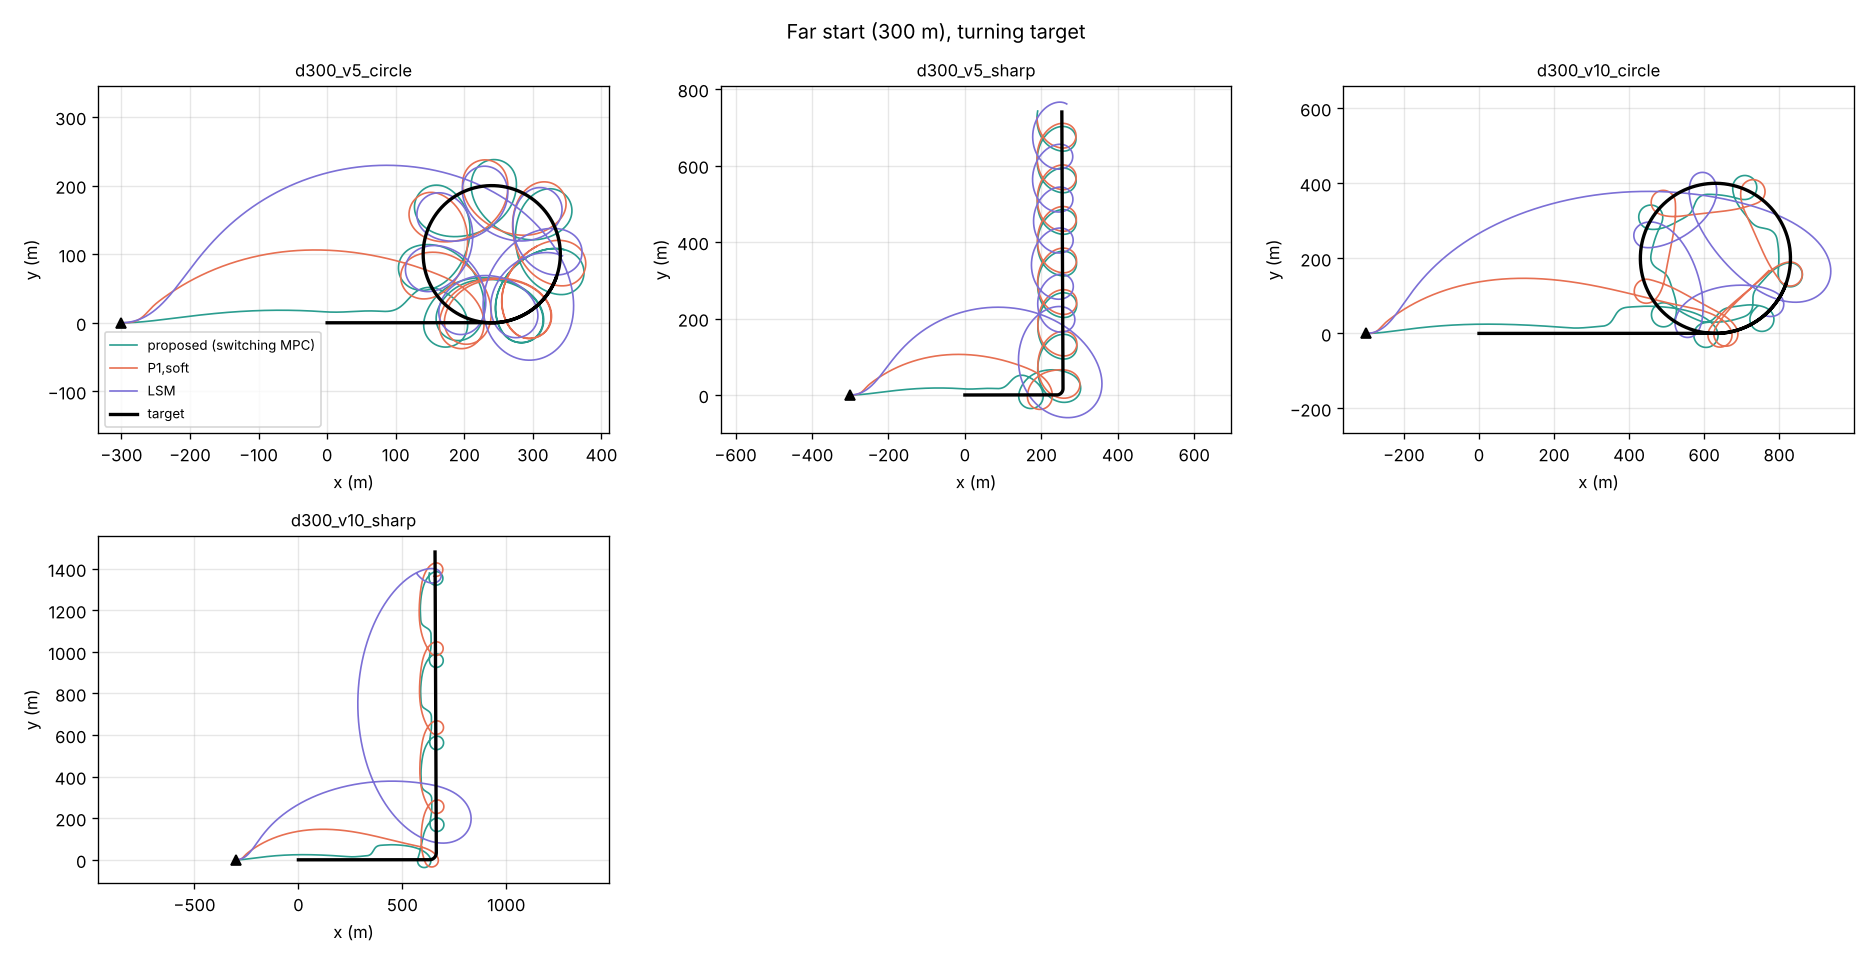 Far start (300 m), turning target
d300_v5_circle
300
200
100
0
−100
y (m)
−300 −200 −100 0 100 200 300 400
x (m)
proposed (switching MPC)
P1,soft
LSM
target
d300_v5_sharp
800
600
400
200
0
y (m)
−600 −400 −200 0 200 400 600
x (m)
d300_v10_circle
600
400
200
0
−200
y (m)
−200 0 200 400 600 800
x (m)
d300_v10_sharp
1400
1200
1000
800
600
400
200
0
y (m)
−500 0 500 1000
x (m)